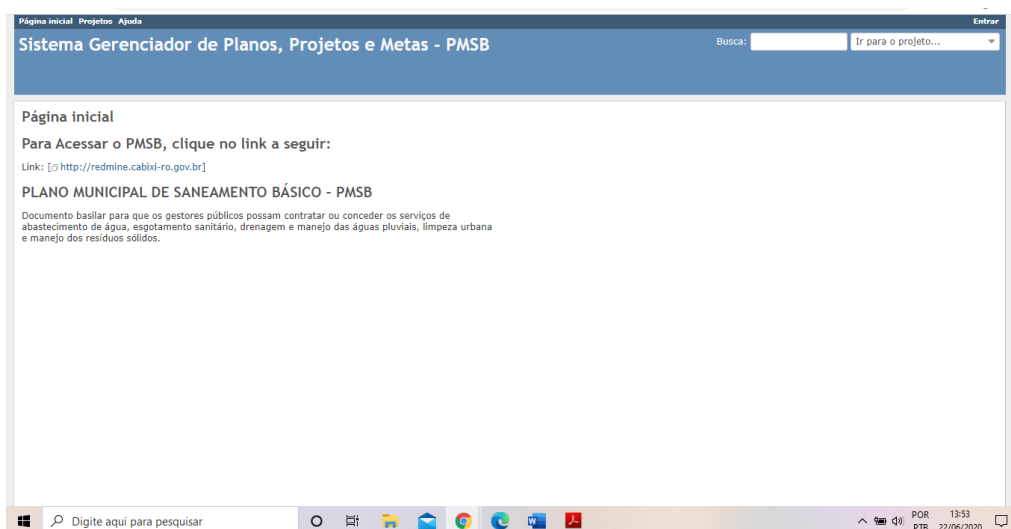 Página inicial Projetos Ajuda Entrar
Sistema Gerenciador de Planos, Projetos e Metas - PMSB
Busca: Ir para o projeto...
Página inicial
Para Acessar o PMSB, clique no link a seguir:
Link: [http://redmine.cabixi-ro.gov.br]
PLANO MUNICIPAL DE SANEAMENTO BÁSICO - PMSB
Documento basilar para que os gestores públicos possam contratar ou conceder os serviços de
abastecimento de água, esgotamento sanitário, drenagem e manejo das águas pluviais, limpeza urbana
e manejo dos resíduos sólidos.
Digite aqui para pesquisar
POR 13:53
PTB 22/06/2020